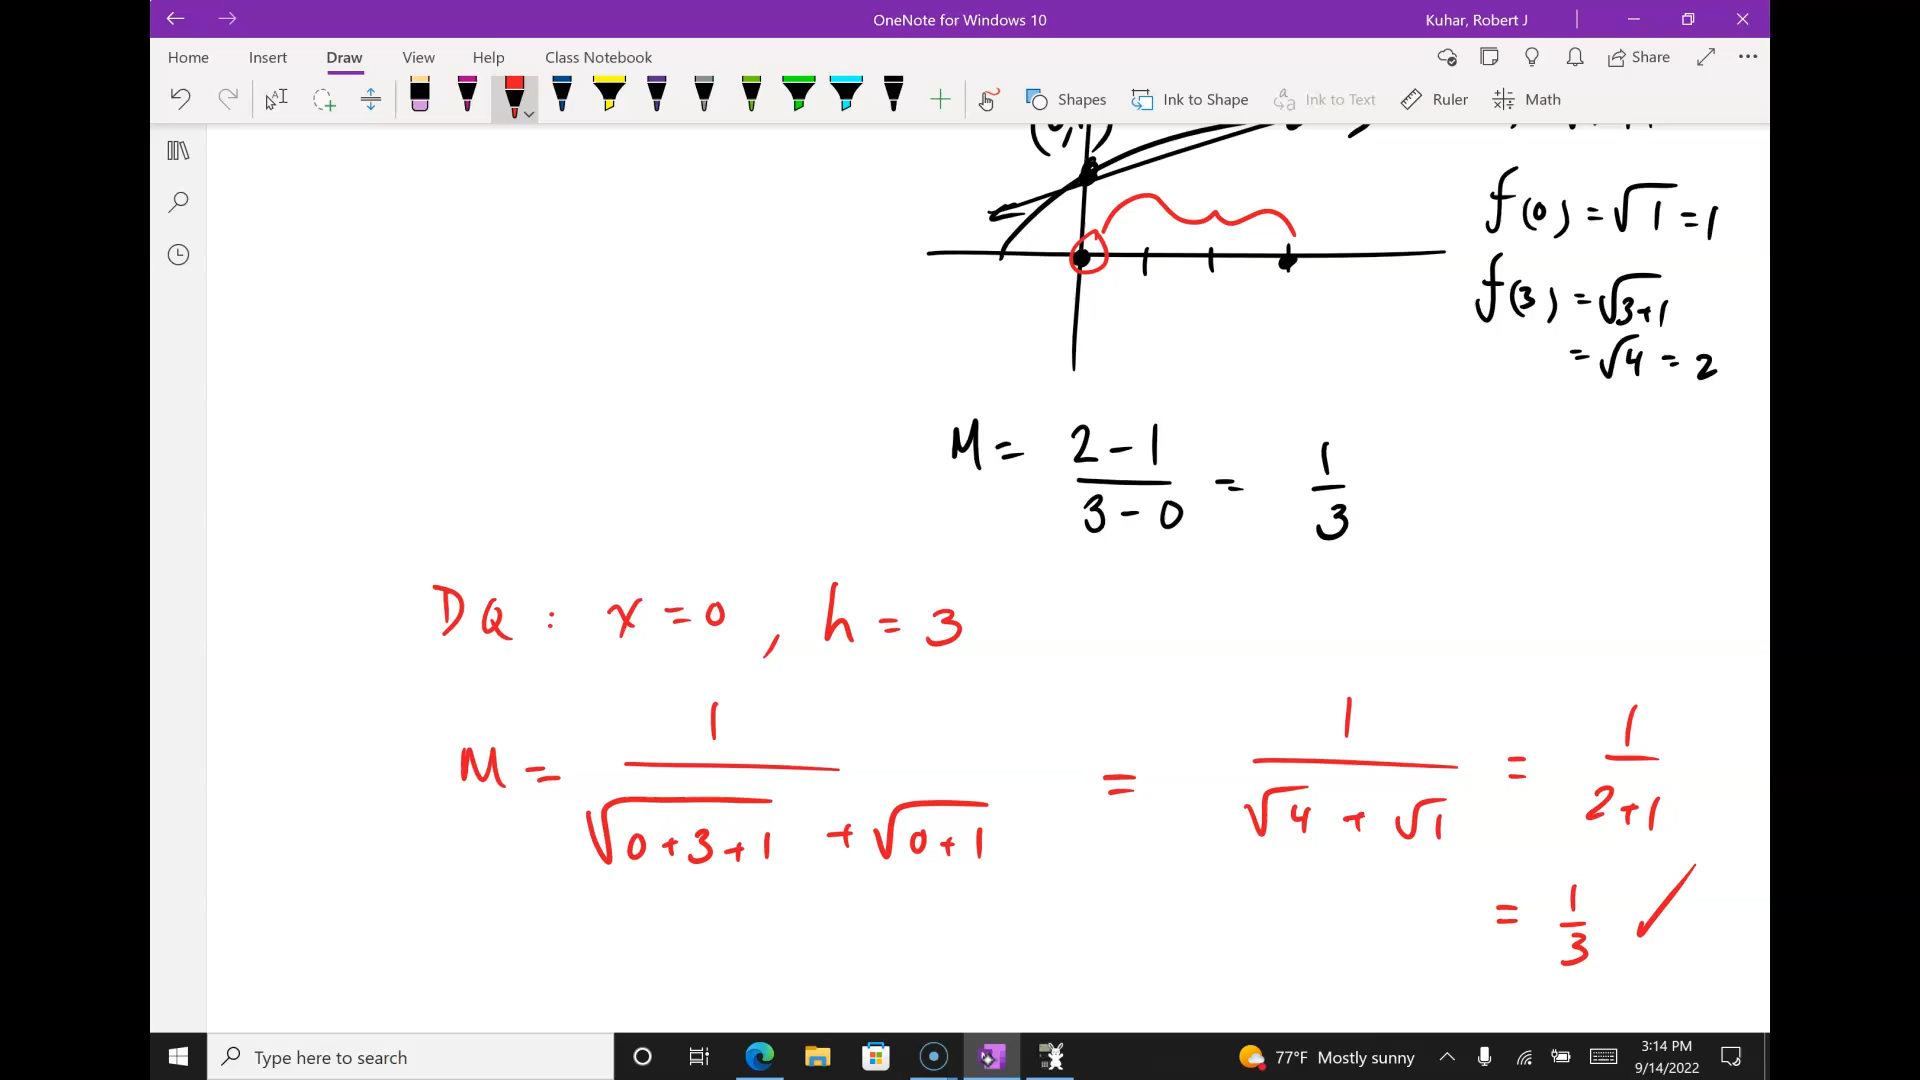 OneNote for Windows 10
Kuhar, Robert J
Home Insert Draw View Help Class Notebook
Share
Shapes Ink to Shape Ink to Text Ruler Math
f(0) = √1 = 1
f(3) = √3+1
= √4 = 2
M = 2 - 1 / 3 - 0 = 1/3
DQ : x = 0 , h = 3
M = 1 / √0+3+1 + √0+1 = 1 / √4 + √1 = 1 / 2+1
= 1/3 ✓
Type here to search
77°F Mostly sunny
3:14 PM
9/14/2022